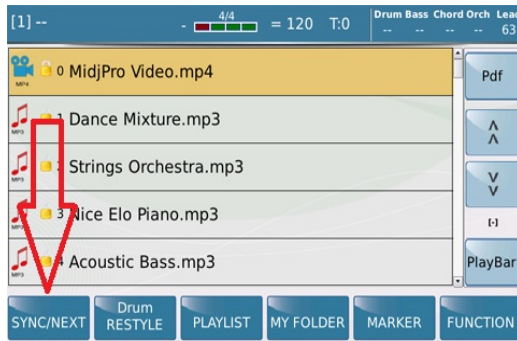 [1] --
- 4/4 = 120 T:0
Drum Bass Chord Orch Lead
-- -- -- -- 63
MP4 0 MidjPro Video.mp4
MP3 1 Dance Mixture.mp3
MP3 2 Strings Orchestra.mp3
MP3 3 Nice Elo Piano.mp3
MP3 4 Acoustic Bass.mp3
Pdf
[-]
PlayBar
SYNC/NEXT
Drum
RESTYLE
PLAYLIST
MY FOLDER
MARKER
FUNCTION